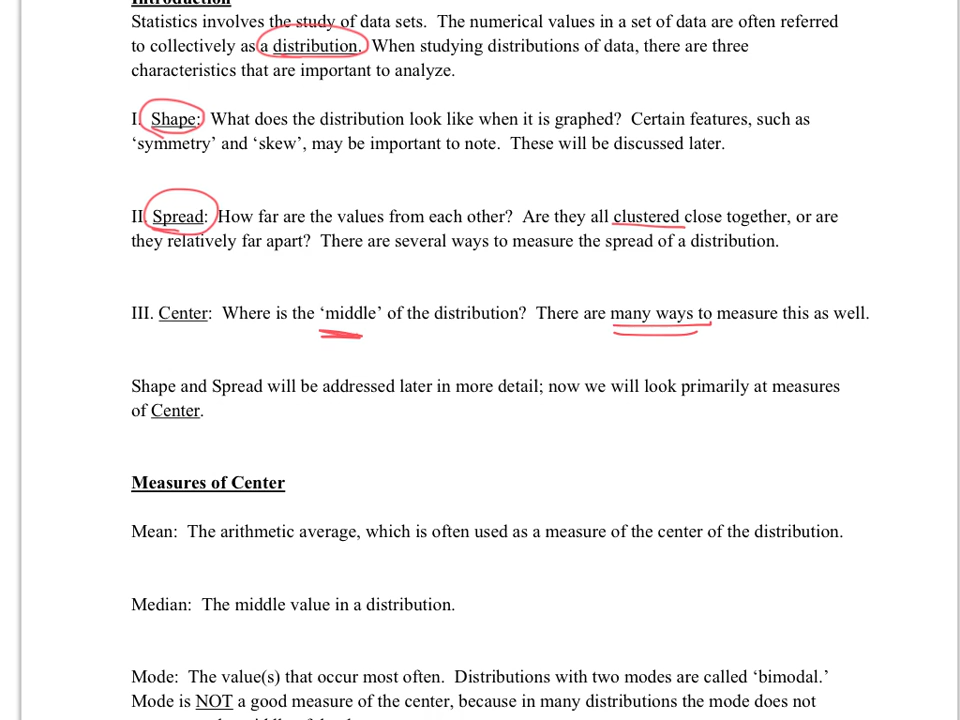 Introduction
Statistics involves the study of data sets. The numerical values in a set of data are often referred
to collectively as a distribution. When studying distributions of data, there are three
characteristics that are important to analyze.
I. Shape: What does the distribution look like when it is graphed? Certain features, such as
‘symmetry’ and ‘skew’, may be important to note. These will be discussed later.
II. Spread: How far are the values from each other? Are they all clustered close together, or are
they relatively far apart? There are several ways to measure the spread of a distribution.
III. Center: Where is the ‘middle’ of the distribution? There are many ways to measure this as well.
Shape and Spread will be addressed later in more detail; now we will look primarily at measures
of Center.
Measures of Center
Mean: The arithmetic average, which is often used as a measure of the center of the distribution.
Median: The middle value in a distribution.
Mode: The value(s) that occur most often. Distributions with two modes are called ‘bimodal.’
Mode is NOT a good measure of the center, because in many distributions the mode does not